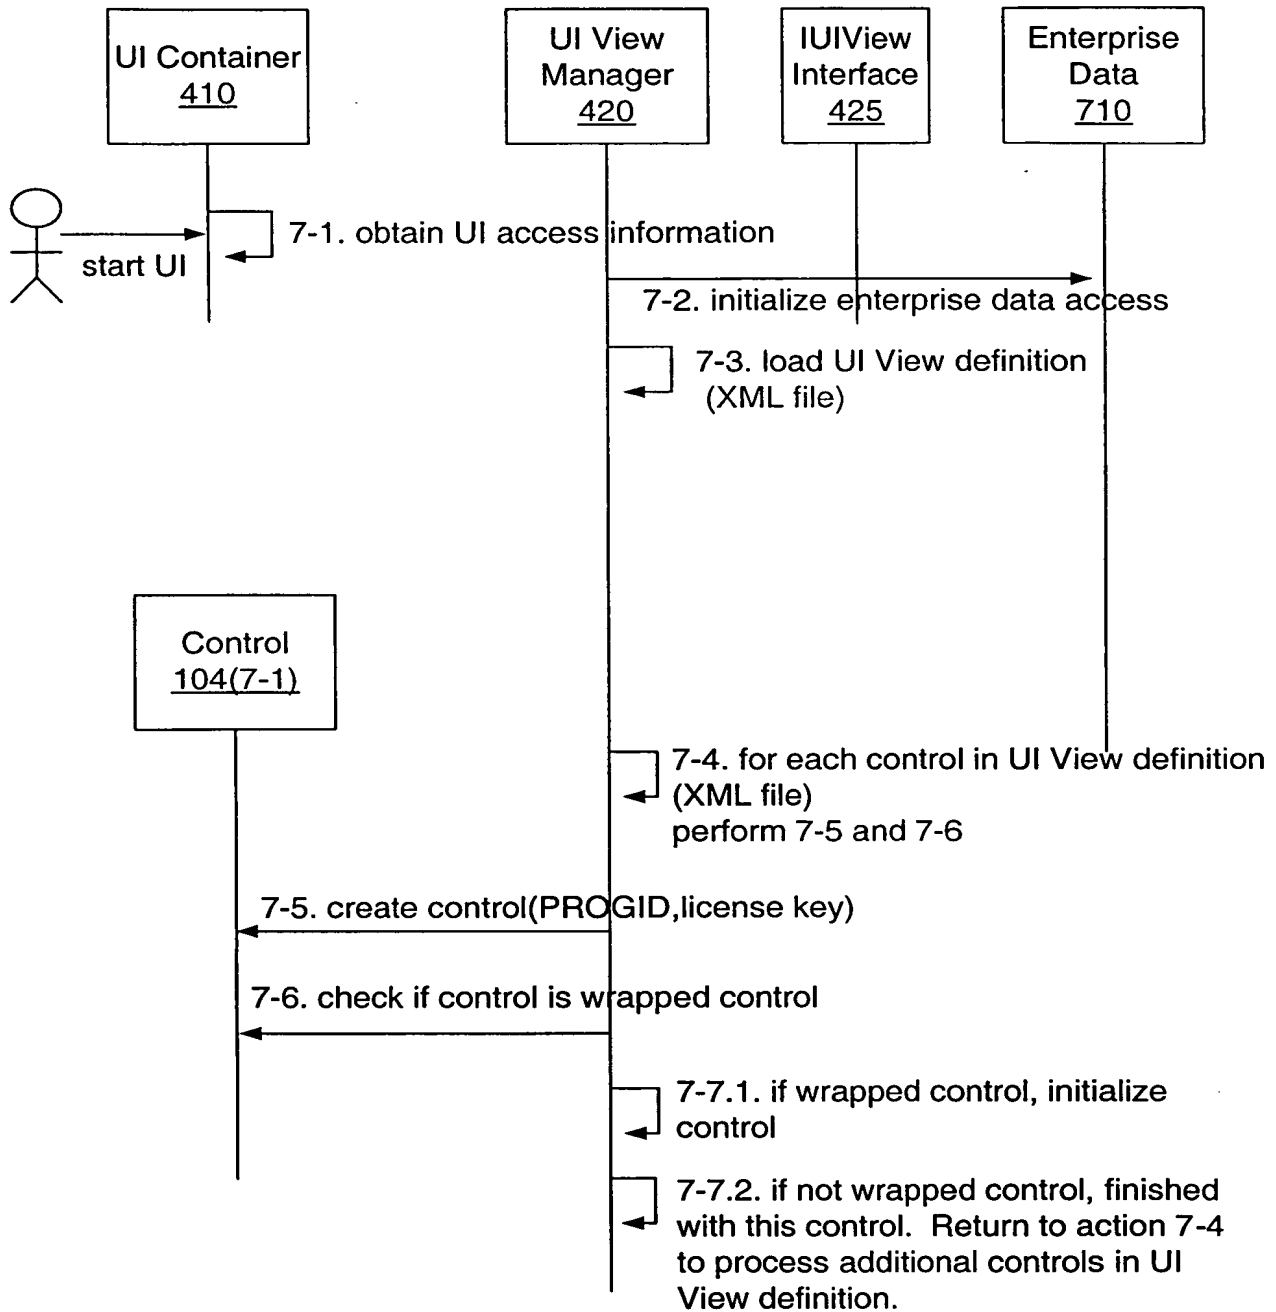 UI Container
410
UI View
Manager
420
IUIView
Interface
425
Enterprise
Data
710
7-1. obtain UI access information
start UI
7-2. initialize enterprise data access
7-3. load UI View definition
(XML file)
Control
104(7-1)
7-4. for each control in UI View definition
(XML file)
perform 7-5 and 7-6
7-5. create control(PROGID,license key)
7-6. check if control is wrapped control
7-7.1. if wrapped control, initialize
control
7-7.2. if not wrapped control, finished
with this control.  Return to action 7-4
to process additional controls in UI
View definition.